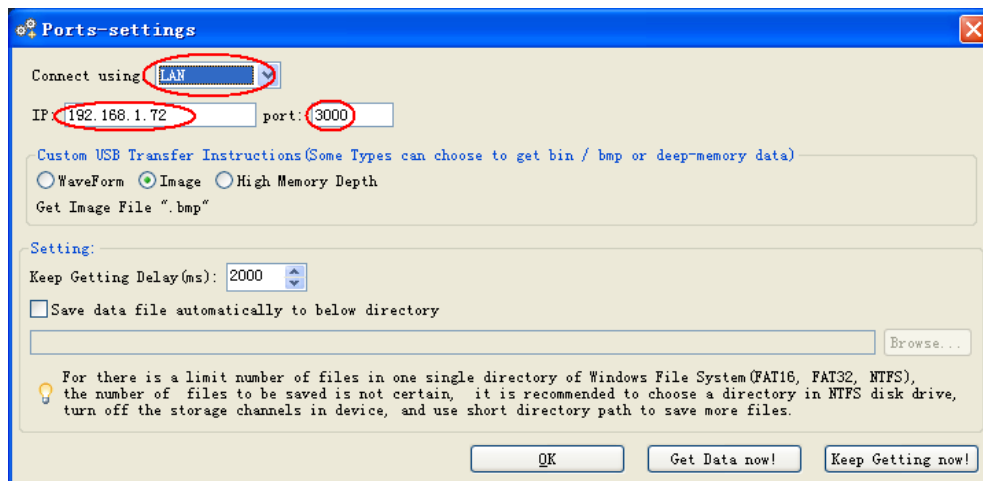 Ports-settings
Connect using LAN
IP: 192.168.1.72 port: 3000
Custom USB Transfer Instructions(Some Types can choose to get bin / bmp or deep-memory data)
WaveForm Image High Memory Depth
Get Image File ".bmp"
Setting:
Keep Getting Delay(ms): 2000
Save data file automatically to below directory
Browse...
For there is a limit number of files in one single directory of Windows File System(FAT16, FAT32, NTFS),
the number of files to be saved is not certain, it is recommended to choose a directory in NTFS disk drive,
turn off the storage channels in device, and use short directory path to save more files.
OK Get Data now! Keep Getting now!